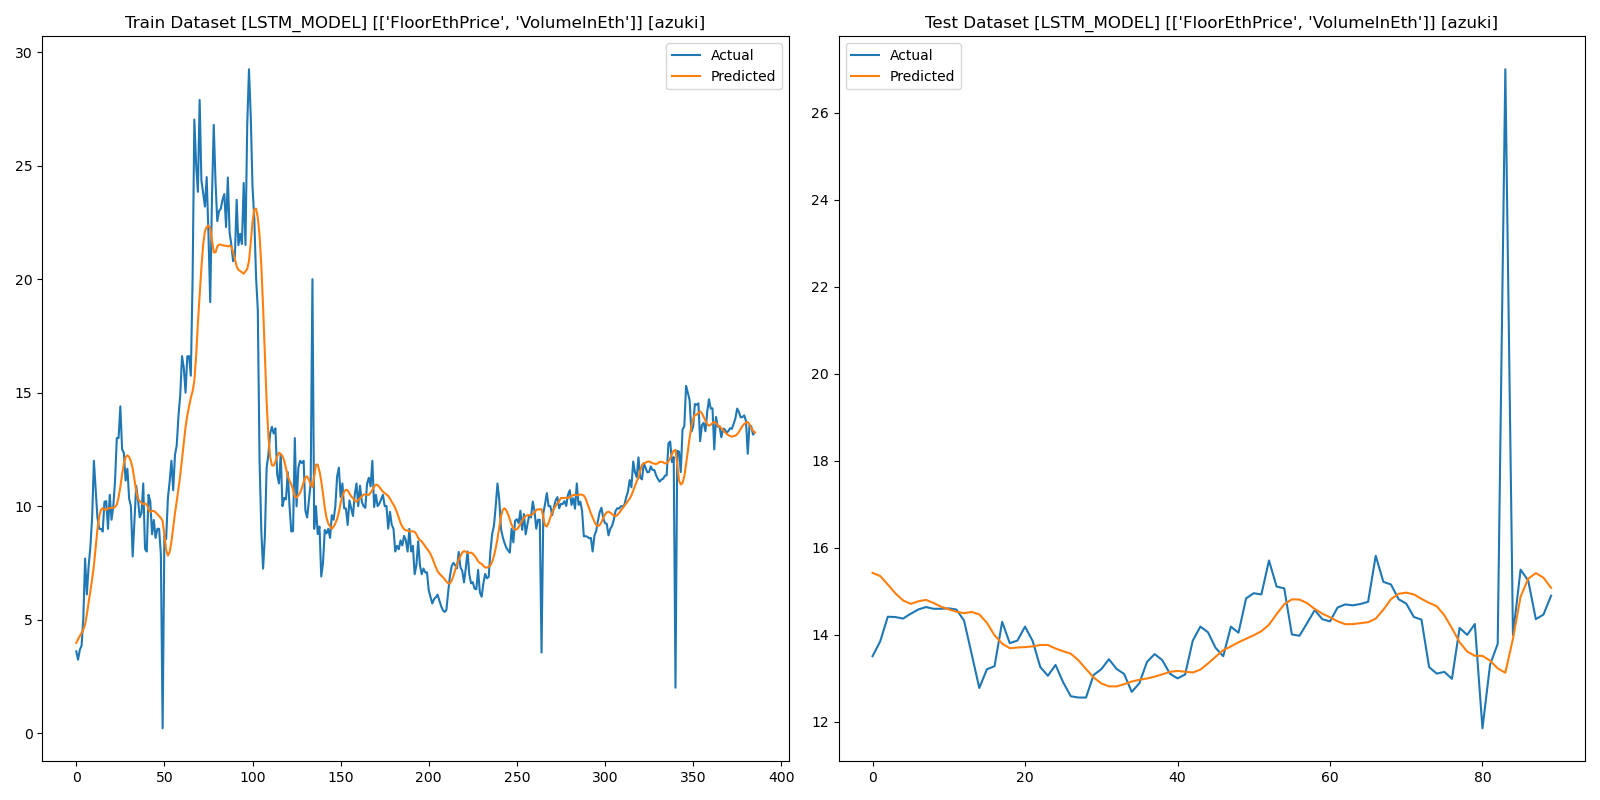 Train Dataset [LSTM_MODEL] [['FloorEthPrice', 'VolumeInEth']] [azuki]
Actual
Predicted
30
25
20
15
10
5
0
0 50 100 150 200 250 300 350 400
Test Dataset [LSTM_MODEL] [['FloorEthPrice', 'VolumeInEth']] [azuki]
Actual
Predicted
26
24
22
20
18
16
14
12
0 20 40 60 80